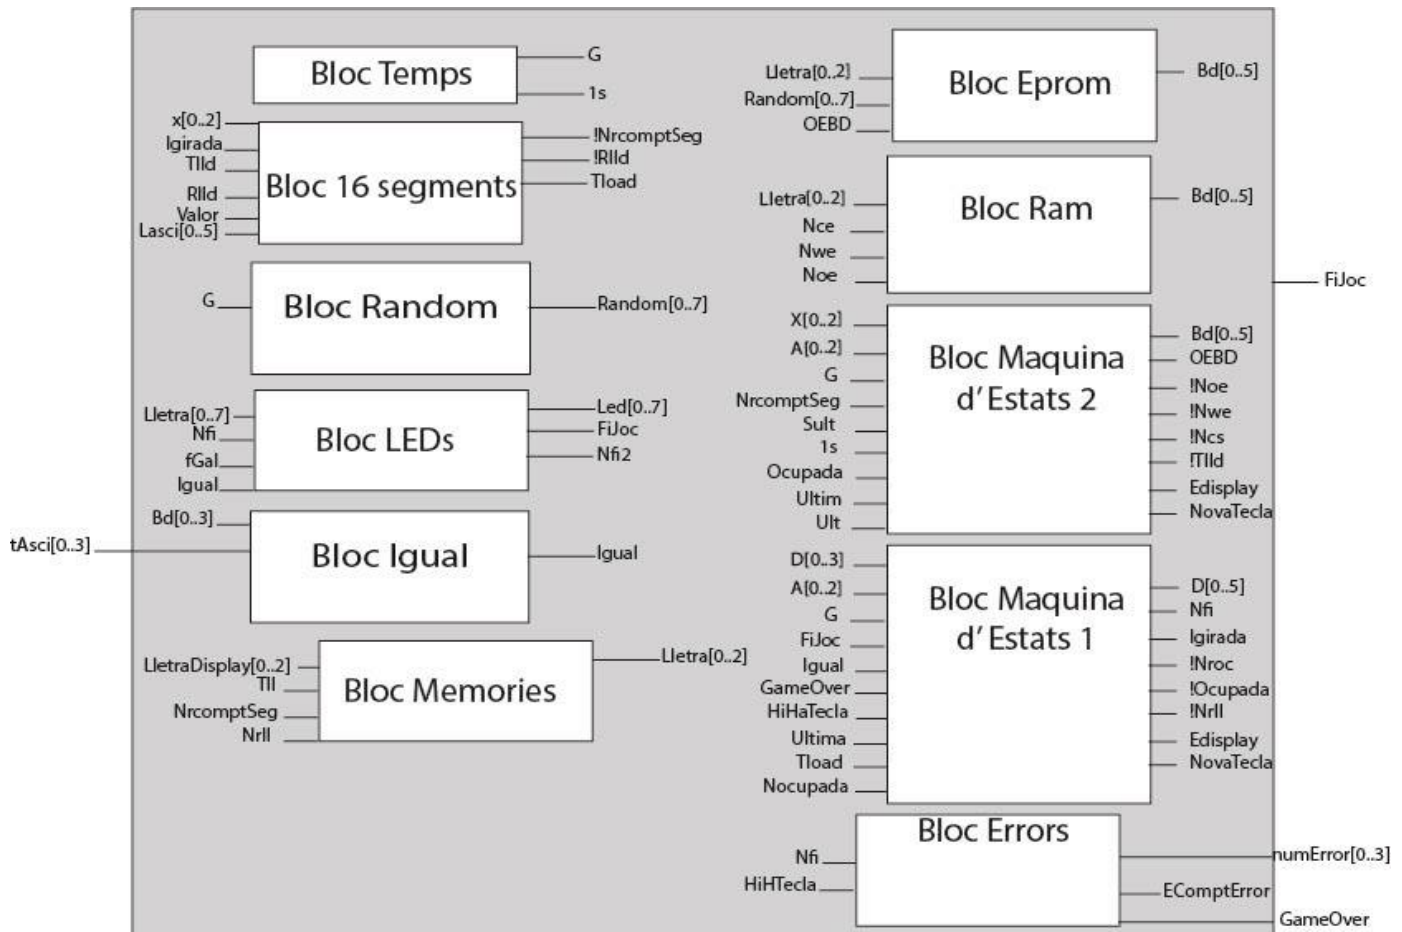 Bloc Temps
G
1s
x[0..2]
Igirada
Tlld
Rlld
Valor
Lasci[0..5]
Bloc 16 segments
!NrcomptSeg
!Rlld
Tload
G
Bloc Random
Random[0..7]
Lletra[0..7]
Nfi
fGal
Igual
Bloc LEDs
Led[0..7]
FiJoc
Nfi2
Bd[0..3]
tAsci[0..3]
Bloc Igual
Igual
LletraDisplay[0..2]
Tll
NrcomptSeg
Nrll
Bloc Memories
Lletra[0..2]
Lletra[0..2]
Random[0..7]
OEBD
Bloc Eprom
Bd[0..5]
Lletra[0..2]
Nce
Nwe
Noe
Bloc Ram
Bd[0..5]
FiJoc
X[0..2]
A[0..2]
G
NrcomptSeg
Sult
1s
Ocupada
Ultim
Ult
Bloc Maquina
d'Estats 2
Bd[0..5]
OEBD
!Noe
!Nwe
!Ncs
!Tlld
Edisplay
NovaTecla
D[0..3]
A[0..2]
G
FiJoc
Igual
GameOver
HiHaTecla
Ultima
Tload
Nocupada
Bloc Maquina
d'Estats 1
D[0..5]
Nfi
Igirada
!Nroc
!Ocupada
!Nrll
Edisplay
NovaTecla
Nfi
HiHTecla
Bloc Errors
numError[0..3]
EComptError
GameOver